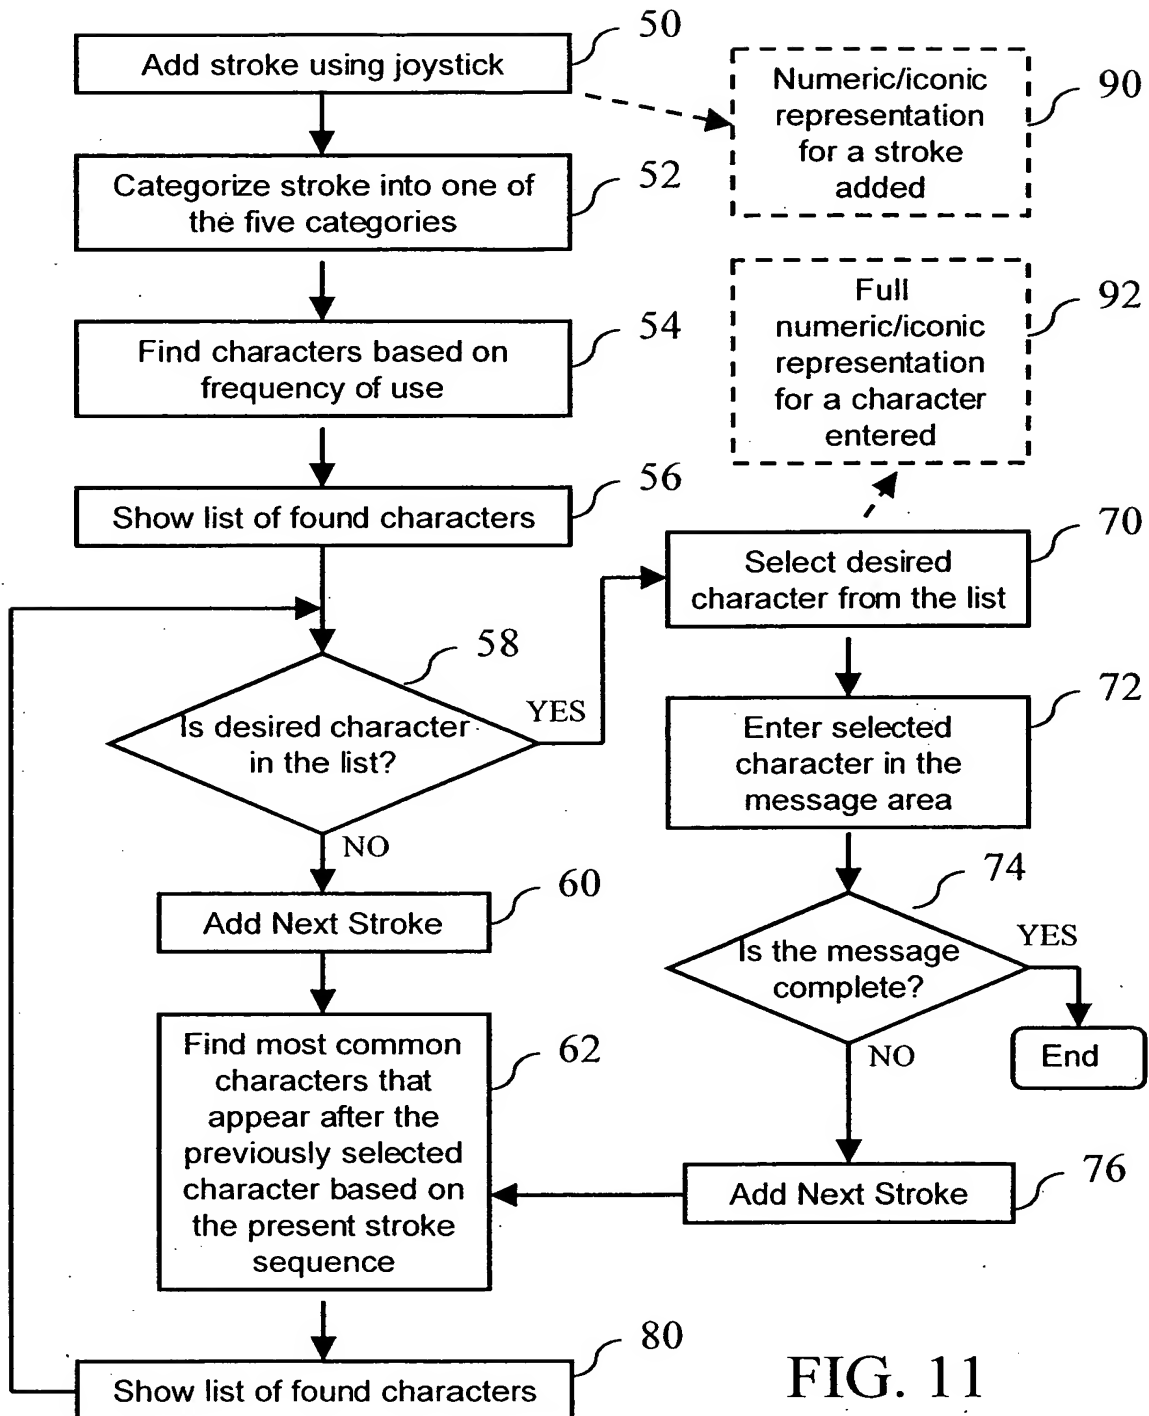 50
Add stroke using joystick
Numeric/iconic
representation
for a stroke
added
90
Categorize stroke into one of
the five categories
52
Full
numeric/iconic
representation
for a character
entered
92
Find characters based on
frequency of use
54
Show list of found characters
56
Select desired
character from the list
70
Is desired character
in the list?
58
YES
NO
Enter selected
character in the
message area
72
Is the message
complete?
74
YES
NO
End
Add Next Stroke
60
Find most common
characters that
appear after the
previously selected
character based on
the present stroke
sequence
62
Add Next Stroke
76
Show list of found characters
80
FIG. 11